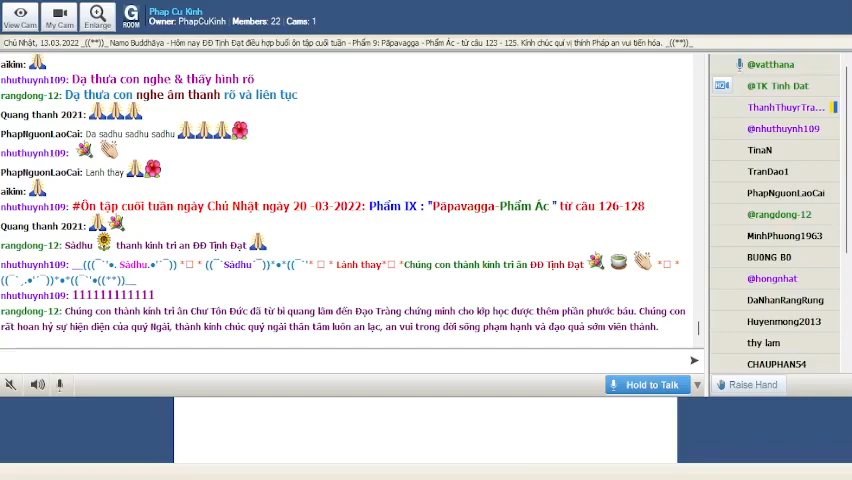 Phap Cu Kinh
Owner: PhapCuKinh Members: 22 Cams: 1
View Cam My Cam Enlarge G ROOM
Chủ Nhật, 13.03.2022 _((**)_ Namo Buddhāya - Hôm nay ĐĐ Tịnh Đạt điều hợp buổi ôn tập cuối tuần - Phẩm 9: Pāpavagga - Phẩm Ác - từ câu 123 - 125. Kính chúc quí vị thính Pháp an vui tiến hóa. _((**)_
aikim:
nhuthuynh109: Dạ thưa con nghe & thấy hình rõ
rangdong-12: Dạ thưa con nghe âm thanh rõ và liên tục
Quang thanh 2021:
PhapNguonLaoCai: Da sadhu sadhu sadhu
nhuthuynh109:
PhapNguonLaoCai: Lanh thay
aikim:
nhuthuynh109: #Ôn tập cuối tuần ngày Chủ Nhật ngày 20 -03-2022: Phẩm IX : "Pāpavagga-Phẩm Ác " từ câu 126-128
Quang thanh 2021:
rangdong-12: Sādhu thanh kính tri ân ĐĐ Tịnh Đạt
nhuthuynh109: __(((¯`'•. Sādhu.•'´¯)) *□ * ((¯`Sādhu´¯))*•*((¯`'* □ * Lành thay*□ *Chúng con thành kính tri ân ĐĐ Tịnh Đạt *□ *
((¯`¸.•'´¯))*•*((¯`'•((**))__
nhuthuynh109: 111111111111
rangdong-12: Chúng con thành kính tri ân Chư Tôn Đức đã từ bi quang lâm đến Đạo Tràng chứng minh cho lớp học được thêm phần phước báu. Chúng con
rất hoan hỷ sự hiện diện của quý Ngài, thành kính chúc quý ngài thân tâm luôn an lạc, an vui trong đời sống phạm hạnh và đạo quả sớm viên thành.
Hold to Talk
@vatthana
@TK Tinh Dat
ThanhThuyrTra...
@nhuthuynh109
TinaN
TranDao1
PhapNguonLaoCai
@rangdong-12
MinhPhuong1963
BUONG B0
@hongnhat
DaNhanRangRung
Huyenmong2013
thy lam
CHAUPHAN54
Raise Hand